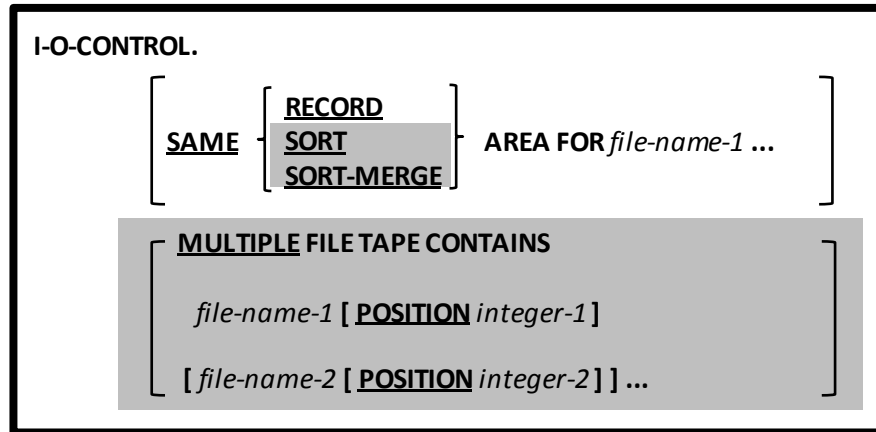 I-O-CONTROL.
RECORD
SAME SORT AREA FOR file-name-1 ...
SORT-MERGE
MULTIPLE FILE TAPE CONTAINS
file-name-1 [ POSITION integer-1 ]
[ file-name-2 [ POSITION integer-2 ] ] ...